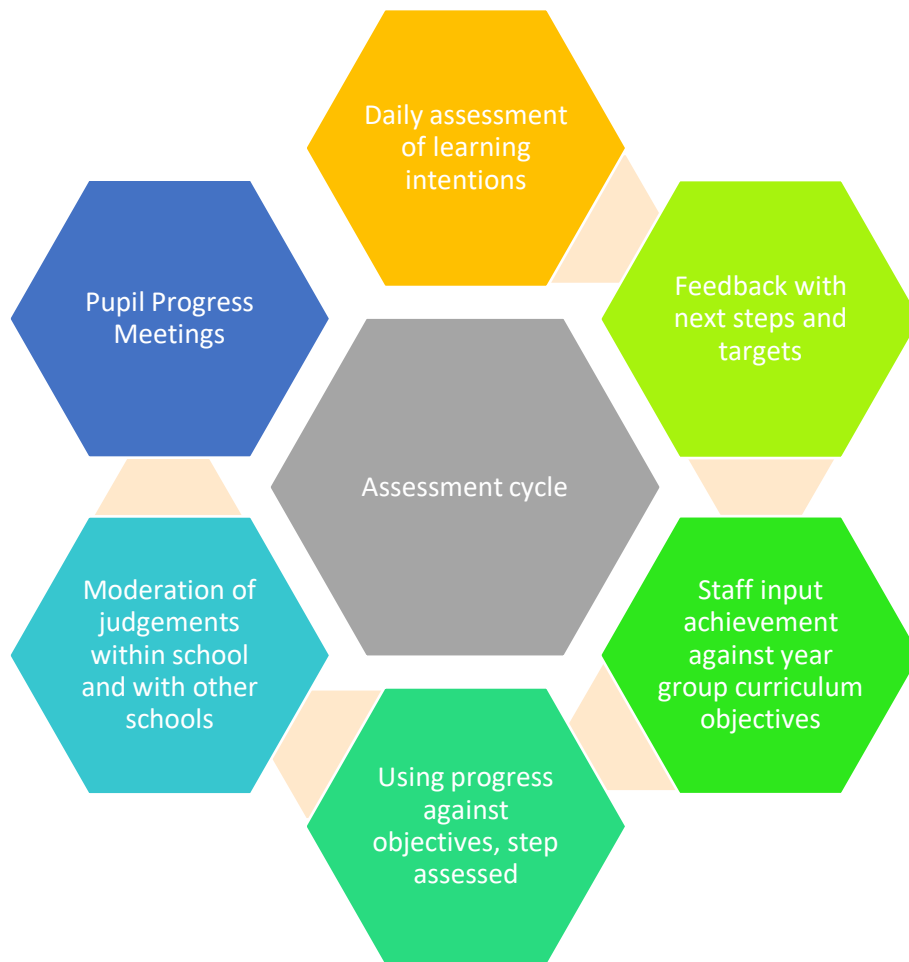 Daily assessment
of learning
intentions
Feedback with
next steps and
targets
Staff input
achievement
against year
group curriculum
objectives
Using progress
against
objectives, step
assessed
Moderation of
judgements
within school
and with other
schools
Pupil Progress
Meetings
Assessment cycle